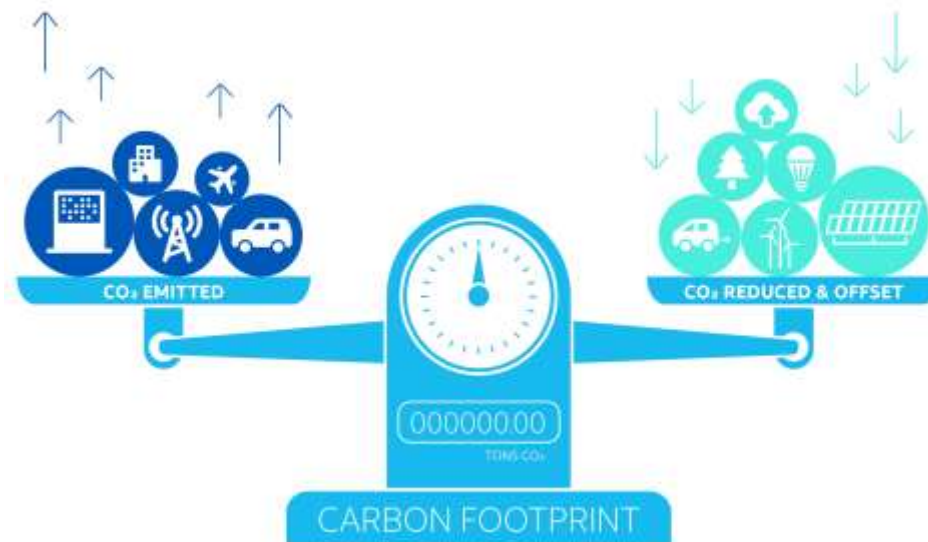 CO₂ EMITTED
CO₂ REDUCED & OFFSET
000000.00
TONS CO₂
CARBON FOOTPRINT